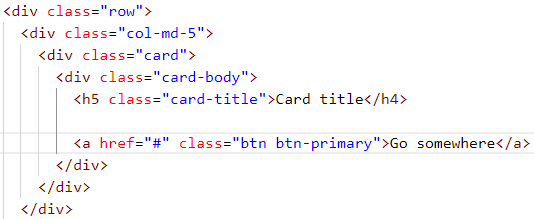 <div class="row">
<div class="col-md-5">
<div class="card">
<div class="card-body">
<h5 class="card-title">Card title</h4>
<a href="#" class="btn btn-primary">Go somewhere</a>
</div>
</div>
</div>